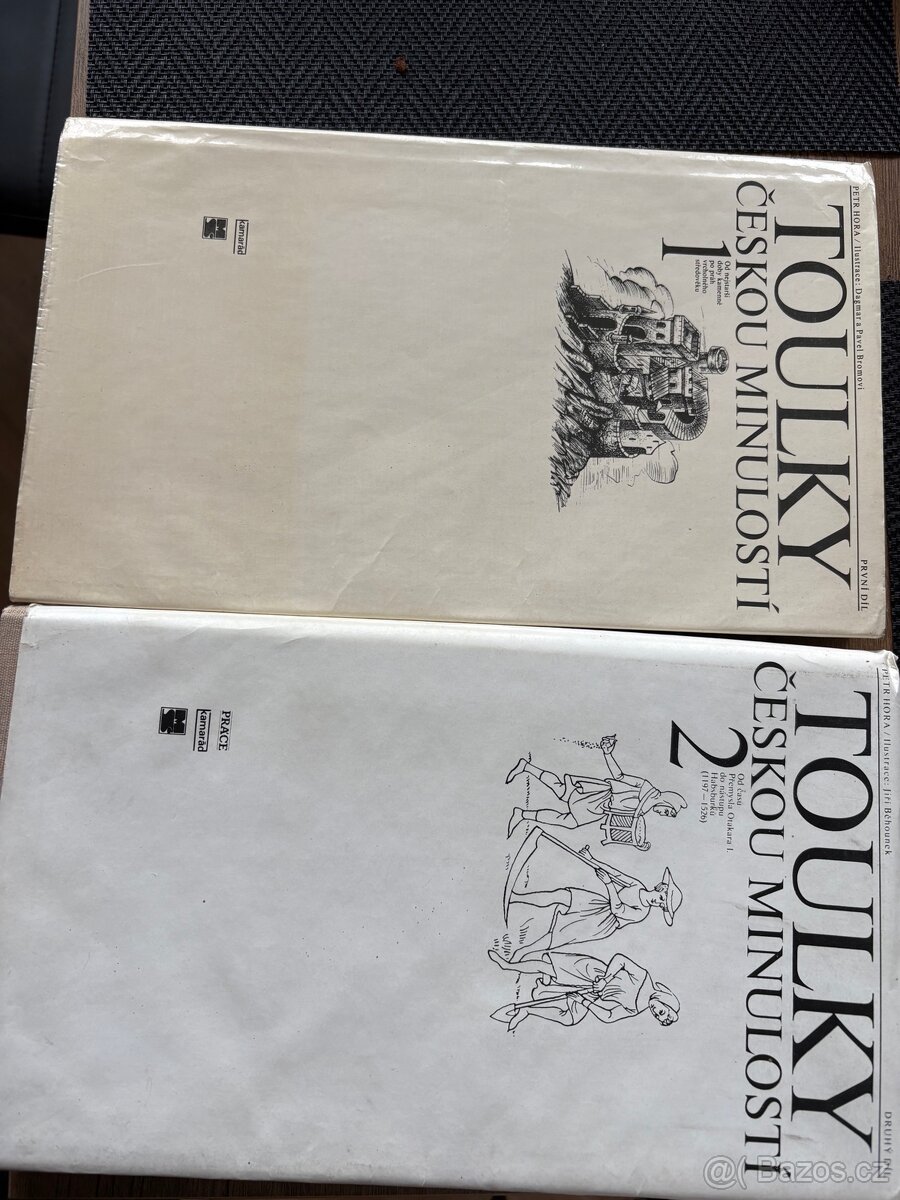 PETR HORA / Ilustrace: Dagmar a Pavel Bromovi
PRVNÍ DÍL
TOULKY
ČESKOU MINULOSTÍ
1
Od nejstarší
doby kamenné
po práh
vrcholného
středověku
kamarád
PETR HORA / Ilustrace: Jiří Běhounek
DRUHÝ DÍL
TOULKY
ČESKOU MINULOSTÍ
2
Od časů
Přemysla Otakara I.
do nástupu
Habsburků
(1197–1526)
PRÁCE
kamarád
Bazos.cz